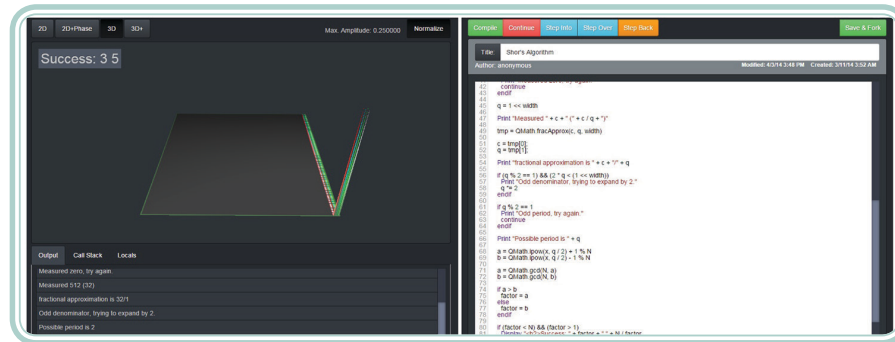 2D 2D+Phase 3D 3D+ Max. Amplitude: 0.250000 Normalize
Success: 3 5
Output Call Stack Locals
Measured zero, try again.
Measured 512 (32)
fractional approximation is 32/1
Odd denominator, trying to expand by 2.
Possible period is 2
Compile Continue Step Into Step Over Step Back Save & Fork
Title: Shor's Algorithm
Author: anonymous Modified: 4/3/14 3:48 PM Created: 3/11/14 3:52 AM
42 continue
43 endif
44
45 q = 1 << width
46
47 Print "Measured " + c + " (" + c / q + ")"
48
49 tmp = QMath.fracApprox(c, q, width)
50
51 c = tmp[0];
52 q = tmp[1];
53
54 Print "fractional approximation is " + c + "/" + q
55
56 if (q % 2 == 1) && (2 * q < (1 << width))
57 Print "Odd denominator, trying to expand by 2."
58 q *= 2
59 endif
60
61 if q % 2 == 1
62 Print "Odd period, try again."
63 continue
64 endif
65
66 Print "Possible period is " + q
67
68 a = QMath.ipow(x, q / 2) + 1 % N
69 b = QMath.ipow(x, q / 2) - 1 % N
70
71 a = QMath.gcd(N, a)
72 b = QMath.gcd(N, b)
73
74 if a > b
75 factor = a
76 else
77 factor = b
78 endif
79
80 if (factor < N) && (factor > 1)
81 Display "<h2>Success: " + factor + " " + N / factor